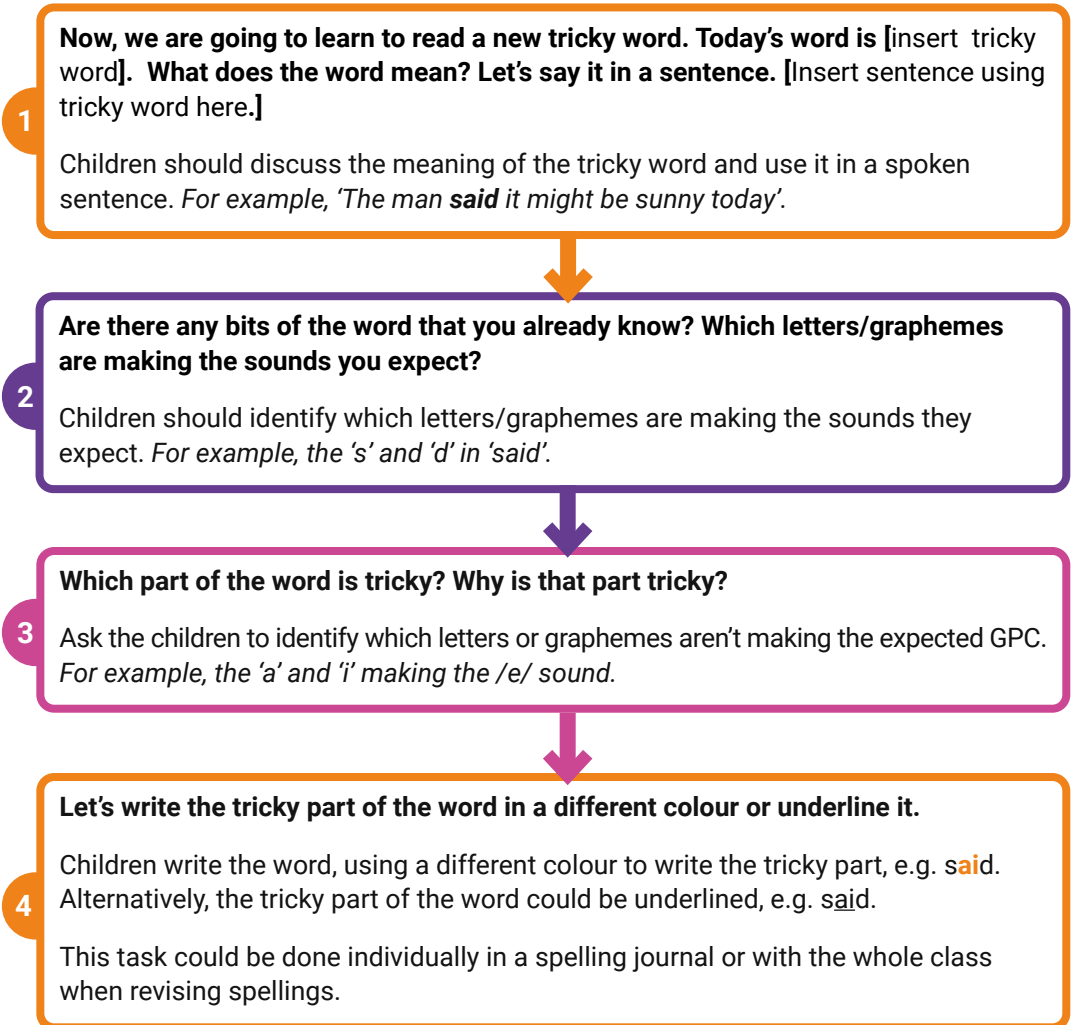 Now, we are going to learn to read a new tricky word. Today’s word is [insert  tricky
word].  What does the word mean? Let’s say it in a sentence. [Insert sentence using
tricky word here.]
1
Children should discuss the meaning of the tricky word and use it in a spoken
sentence. For example, ‘The man said it might be sunny today’.
Are there any bits of the word that you already know? Which letters/graphemes
are making the sounds you expect?
2
Children should identify which letters/graphemes are making the sounds they
expect. For example, the ‘s’ and ‘d’ in ‘said’.
Which part of the word is tricky? Why is that part tricky?
3
Ask the children to identify which letters or graphemes aren’t making the expected GPC.
For example, the ‘a’ and ‘i’ making the /e/ sound.
Let’s write the tricky part of the word in a different colour or underline it.
Children write the word, using a different colour to write the tricky part, e.g. said.
4
Alternatively, the tricky part of the word could be underlined, e.g. said.
This task could be done individually in a spelling journal or with the whole class
when revising spellings.